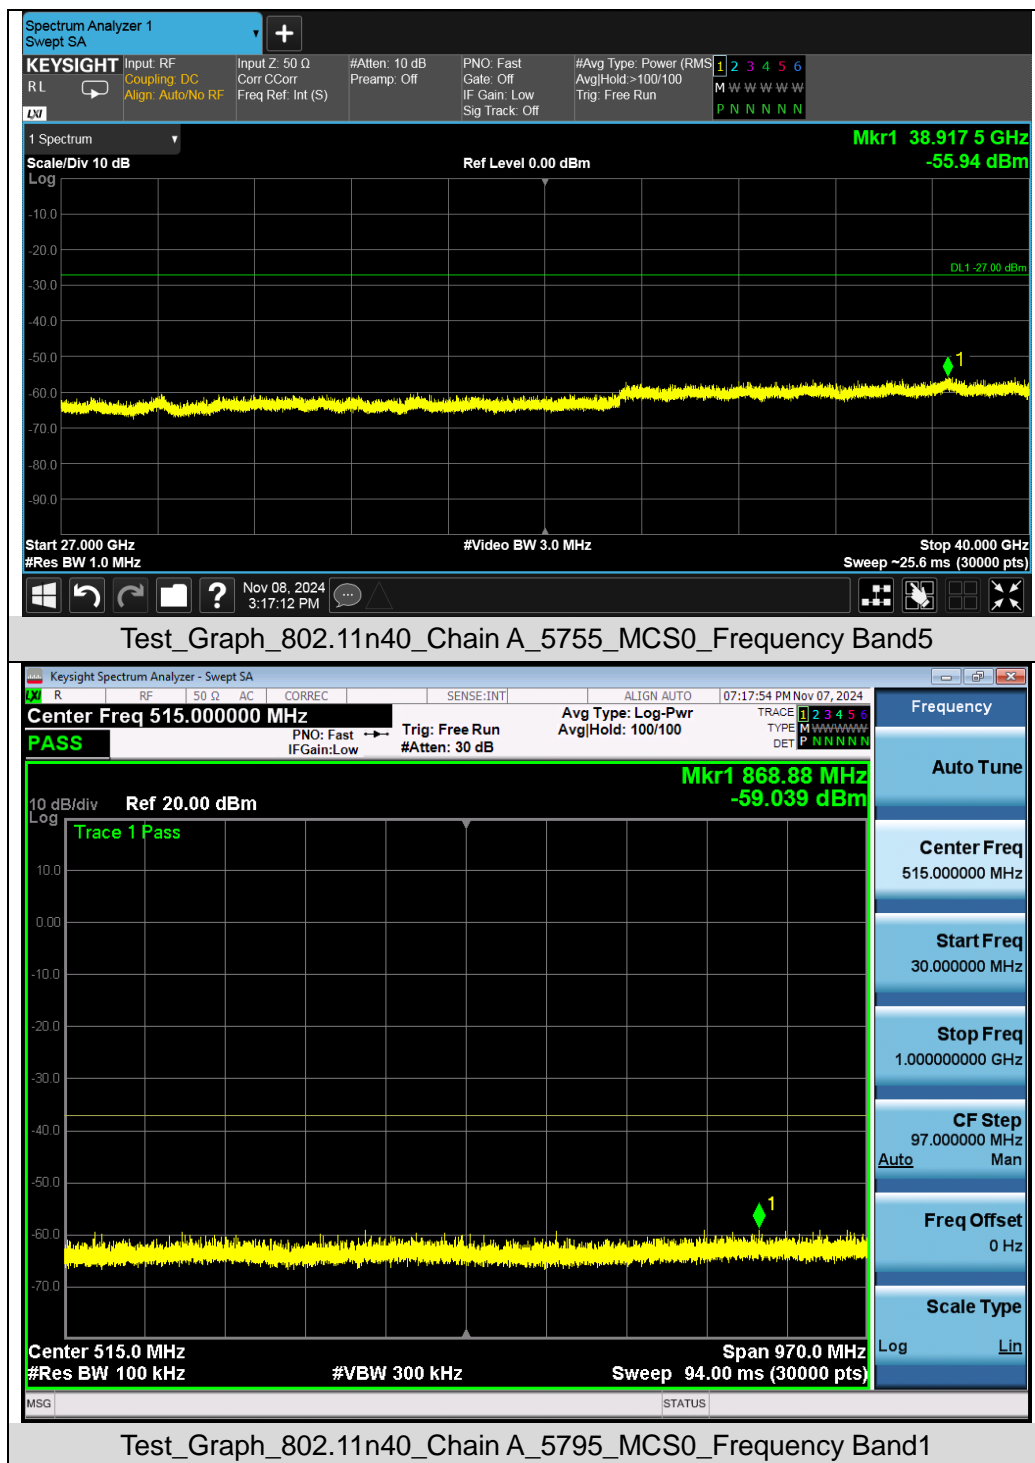 Spectrum Analyzer 1
Swept SA
KEYSIGHT
R L
LXI
Input: RF
Coupling: DC
Align: Auto/No RF
Input Z: 50 Ω
Corr CCorr
Freq Ref: Int (S)
#Atten: 10 dB
Preamp: Off
PNO: Fast
Gate: Off
IF Gain: Low
Sig Track: Off
#Avg Type: Power (RMS
Avg|Hold:>100/100
Trig: Free Run
1 2 3 4 5 6
M W W W W W
P N N N N N
1 Spectrum
Mkr1 38.917 5 GHz
Scale/Div 10 dB
Ref Level 0.00 dBm
-55.94 dBm
Log
-10.0
-20.0
DL1 -27.00 dBm
-30.0
-40.0
-50.0
1
-60.0
-70.0
-80.0
-90.0
Start 27.000 GHz
#Video BW 3.0 MHz
Stop 40.000 GHz
#Res BW 1.0 MHz
Sweep ~25.6 ms (30000 pts)
Nov 08, 2024
3:17:12 PM
Test_Graph_802.11n40_Chain A_5755_MCS0_Frequency Band5
Keysight Spectrum Analyzer - Swept SA
LXI R RF 50 Ω AC CORREC SENSE:INT ALIGN AUTO 07:17:54 PM Nov 07, 2024
Center Freq 515.000000 MHz
PASS
PNO: Fast
IFGain:Low
Trig: Free Run
#Atten: 30 dB
Avg Type: Log-Pwr
Avg|Hold: 100/100
TRACE 1 2 3 4 5 6
TYPE M W W W W W
DET P N N N N N
Mkr1 868.88 MHz
-59.039 dBm
10 dB/div Ref 20.00 dBm
Log
Trace 1 Pass
10.0
0.00
-10.0
-20.0
-30.0
-40.0
-50.0
1
-60.0
-70.0
Center 515.0 MHz
Span 970.0 MHz
#Res BW 100 kHz
#VBW 300 kHz
Sweep 94.00 ms (30000 pts)
MSG
STATUS
Frequency
Auto Tune
Center Freq
515.000000 MHz
Start Freq
30.000000 MHz
Stop Freq
1.000000000 GHz
CF Step
97.000000 MHz
Auto Man
Freq Offset
0 Hz
Scale Type
Log Lin
Test_Graph_802.11n40_Chain A_5795_MCS0_Frequency Band1